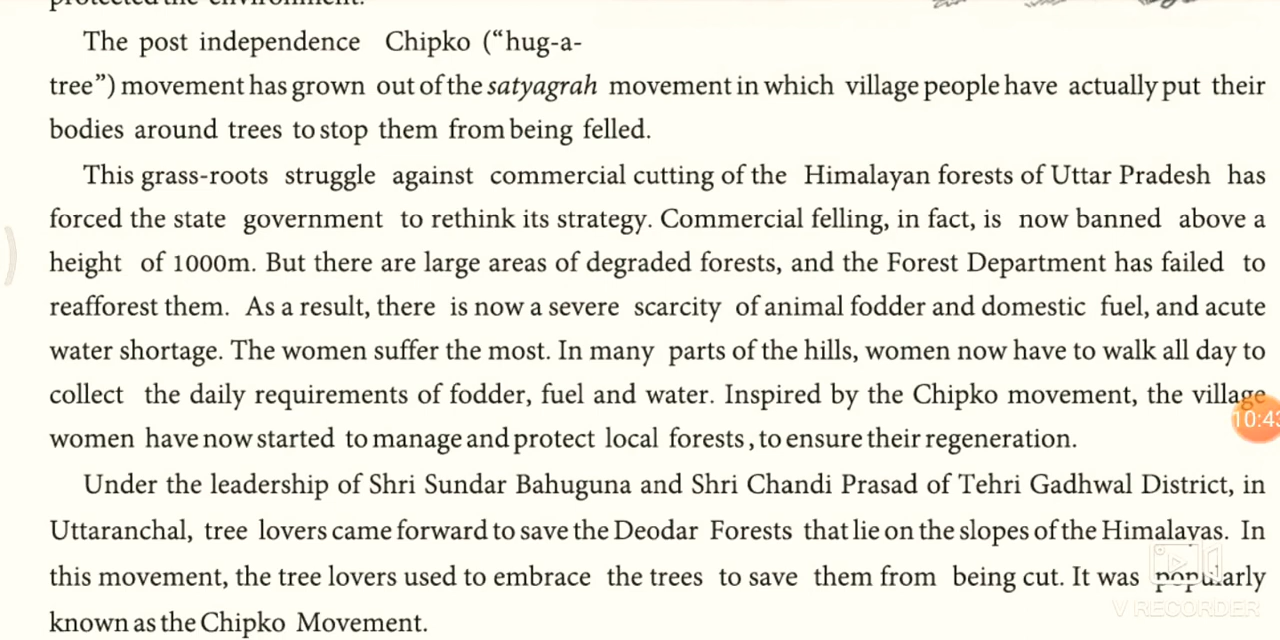 protected the environment.
The post independence Chipko (“hug-a-
tree”) movement has grown out of the satyagrah movement in which village people have actually put their
bodies around trees to stop them from being felled.
This grass-roots struggle against commercial cutting of the Himalayan forests of Uttar Pradesh has
forced the state government to rethink its strategy. Commercial felling, in fact, is now banned above a
height of 1000m. But there are large areas of degraded forests, and the Forest Department has failed to
reafforest them. As a result, there is now a severe scarcity of animal fodder and domestic fuel, and acute
water shortage. The women suffer the most. In many parts of the hills, women now have to walk all day to
collect the daily requirements of fodder, fuel and water. Inspired by the Chipko movement, the village
10:43
women have now started to manage and protect local forests, to ensure their regeneration.
Under the leadership of Shri Sundar Bahuguna and Shri Chandi Prasad of Tehri Gadhwal District, in
Uttaranchal, tree lovers came forward to save the Deodar Forests that lie on the slopes of the Himalayas. In
this movement, the tree lovers used to embrace the trees to save them from being cut. It was popularly
V RECORDER
known as the Chipko Movement.